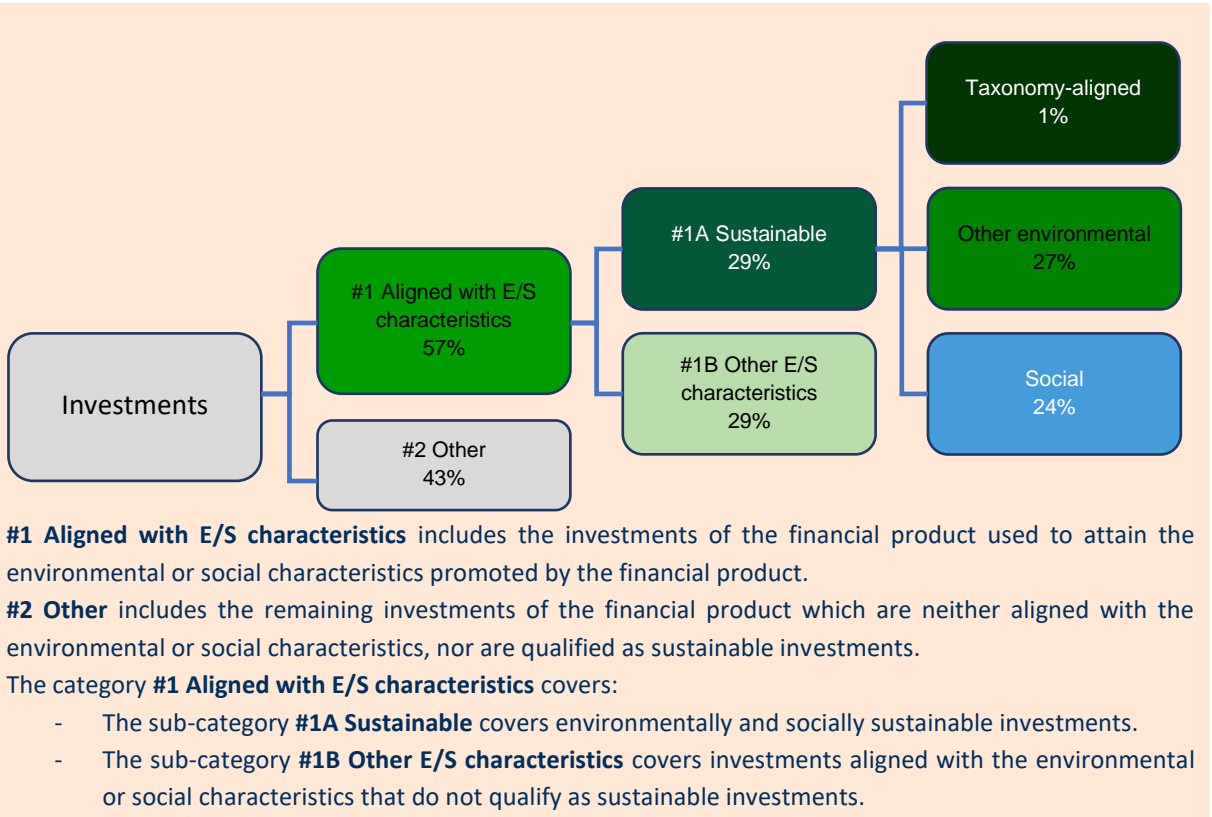 Taxonomy-aligned
1%
#1A Sustainable
29%
Other environmental
27%
#1 Aligned with E/S
characteristics
57%
#1B Other E/S
characteristics
29%
Social
24%
Investments
#2 Other
43%
#1 Aligned with E/S characteristics includes the investments of the financial product used to attain the
environmental or social characteristics promoted by the financial product.
#2 Other includes the remaining investments of the financial product which are neither aligned with the
environmental or social characteristics, nor are qualified as sustainable investments.
The category #1 Aligned with E/S characteristics covers:
- The sub-category #1A Sustainable covers environmentally and socially sustainable investments.
- The sub-category #1B Other E/S characteristics covers investments aligned with the environmental
or social characteristics that do not qualify as sustainable investments.